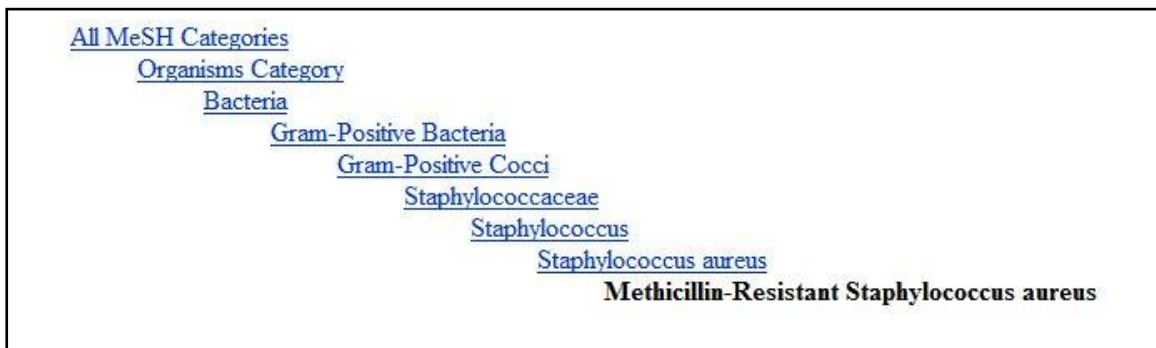 All MeSH Categories
Organisms Category
Bacteria
Gram-Positive Bacteria
Gram-Positive Cocci
Staphylococcaceae
Staphylococcus
Staphylococcus aureus
Methicillin-Resistant Staphylococcus aureus